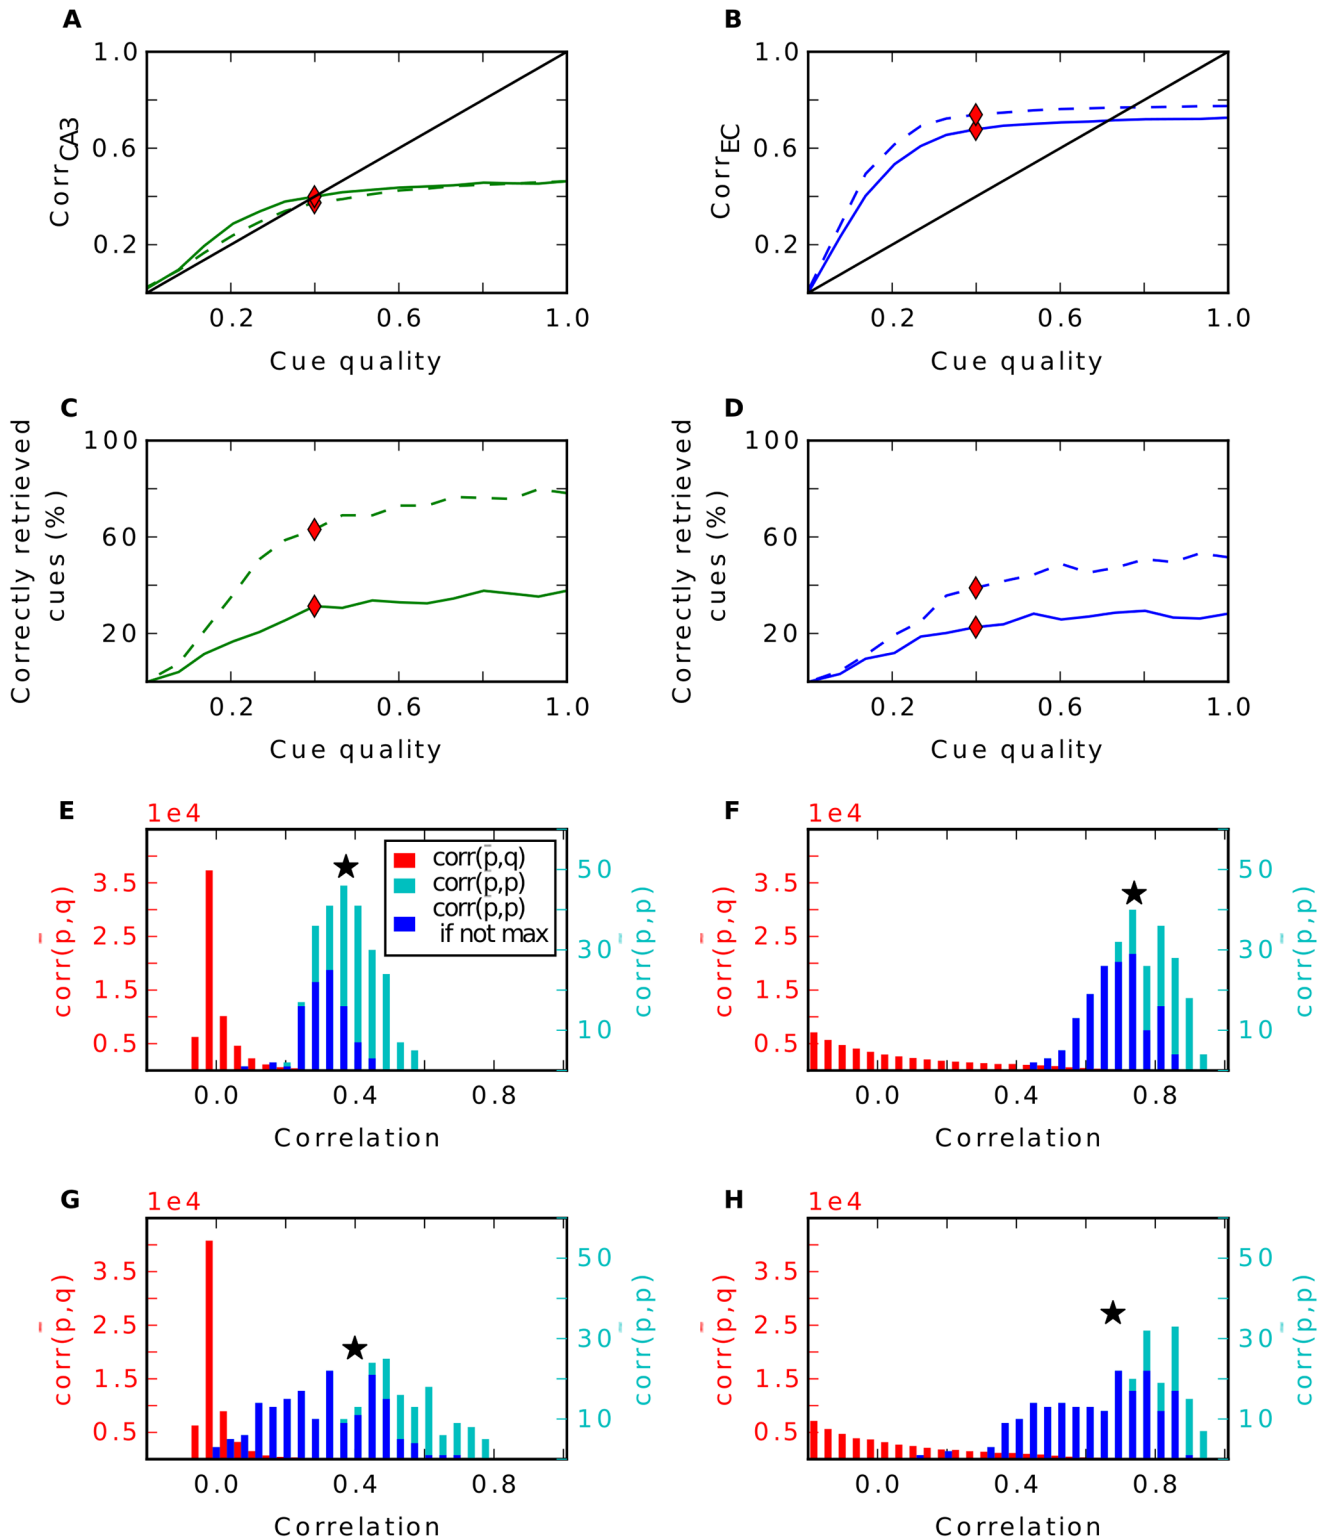 A
1.0
0.6
0.2
Corr CA3
0.2 0.6 1.0
Cue quality
B
1.0
0.6
0.2
Corr EC
0.2 0.6 1.0
Cue quality
C
100
60
20
Correctly retrieved
cues (%)
0.2 0.6 1.0
Cue quality
D
100
60
20
Correctly retrieved
cues (%)
0.2 0.6 1.0
Cue quality
E
1e4
3.5
2.5
1.5
0.5
corr(p̄,q)
corr(p̄,q)
corr(p̄,p)
corr(p̄,p)
if not max
50
30
10
corr(p̃,p)
0.0 0.4 0.8
Correlation
F
1e4
3.5
2.5
1.5
0.5
corr(p̄,q)
50
30
10
corr(p̃,p)
0.0 0.4 0.8
Correlation
G
1e4
3.5
2.5
1.5
0.5
corr(p̄,q)
50
30
10
corr(p̃,p)
0.0 0.4 0.8
Correlation
H
1e4
3.5
2.5
1.5
0.5
corr(p̄,q)
50
30
10
corr(p̃,p)
0.0 0.4 0.8
Correlation